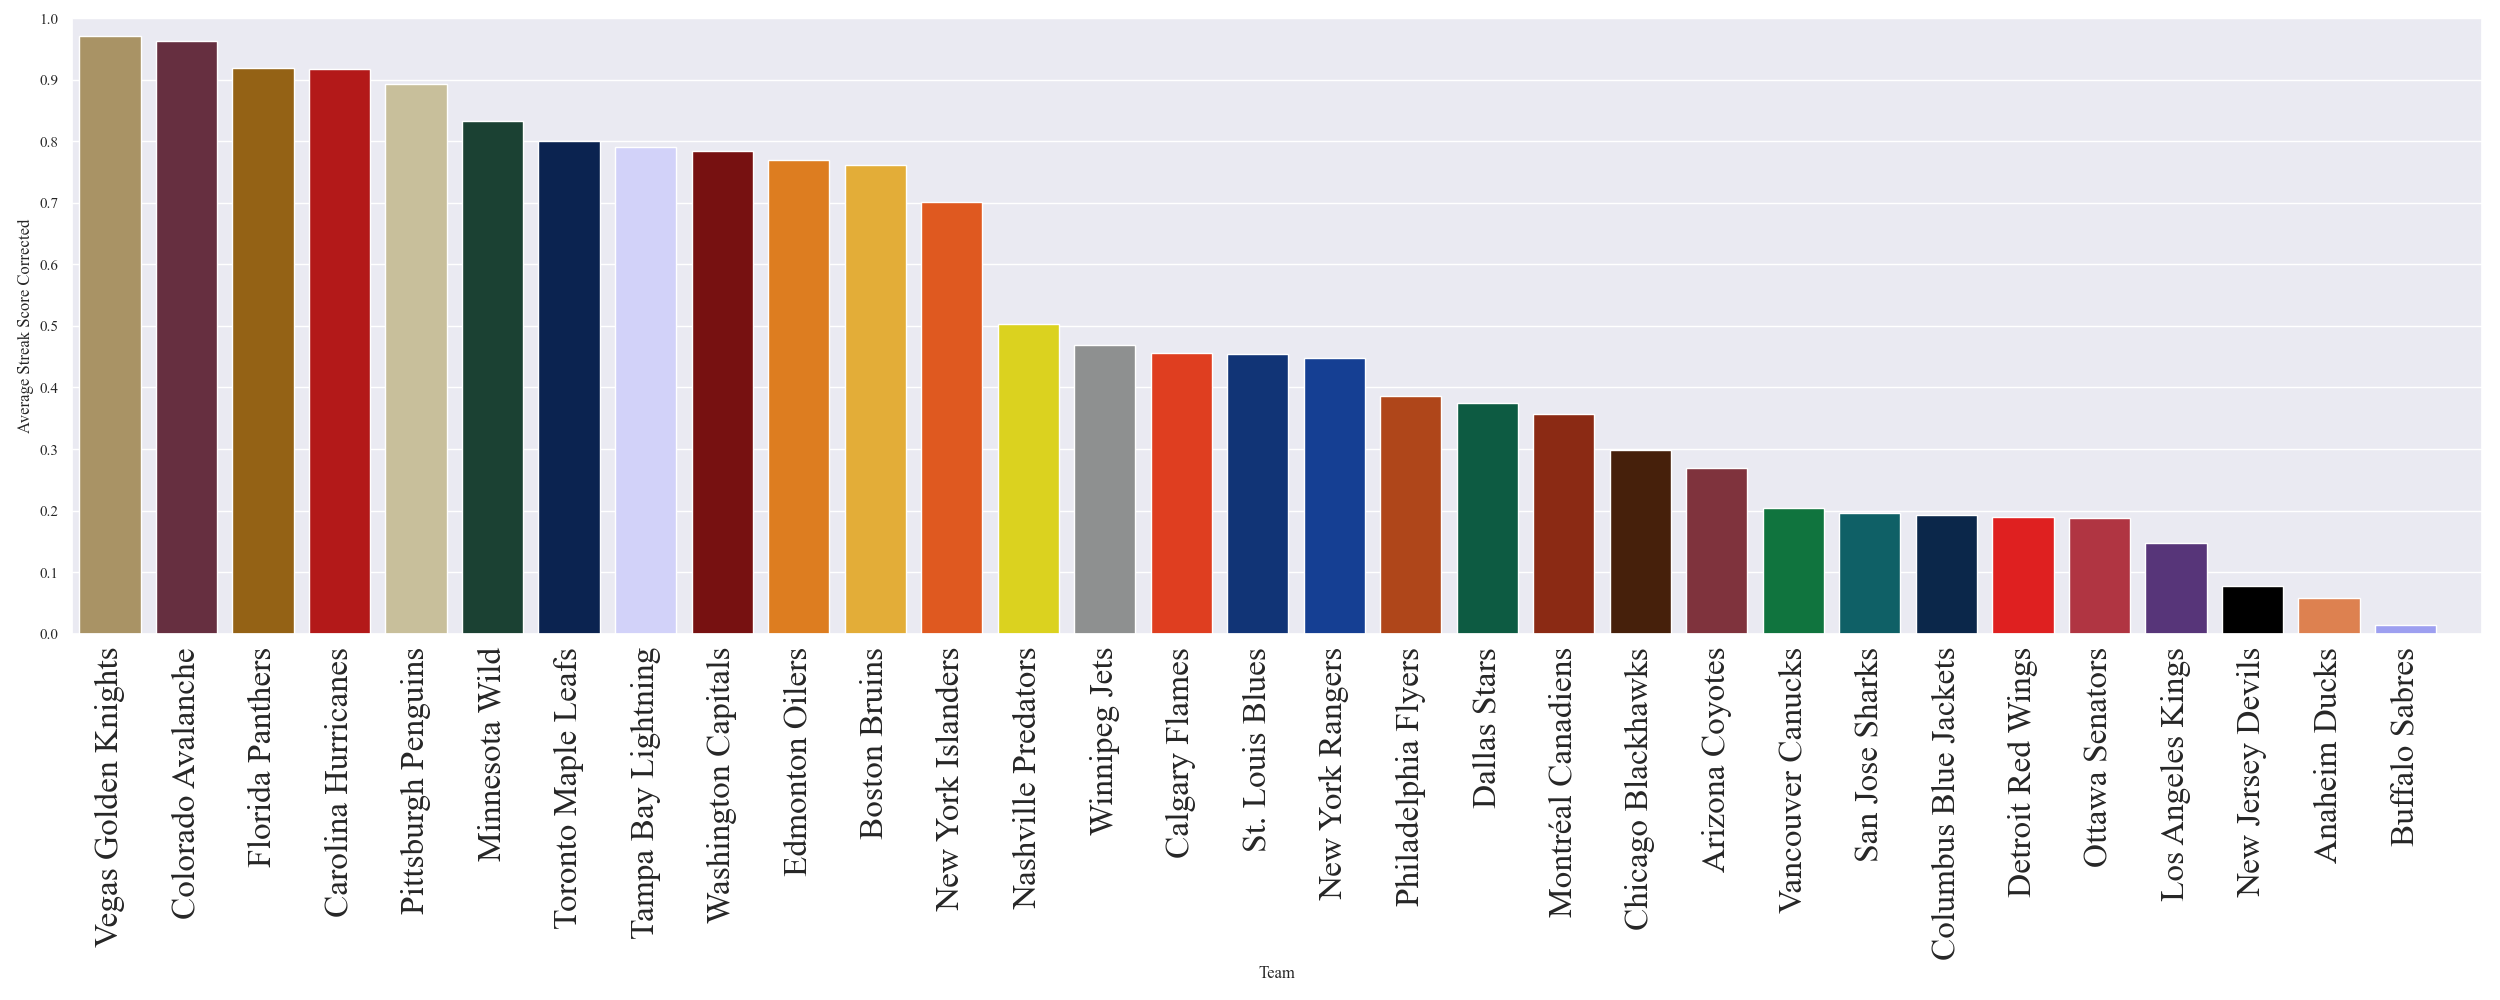 1.0
0.9
0.8
0.7
0.6
0.5
0.4
0.3
0.2
0.1
0.0
Average Streak Score Corrected
Vegas Golden Knights
Colorado Avalanche
Florida Panthers
Carolina Hurricanes
Pittsburgh Penguins
Minnesota Wild
Toronto Maple Leafs
Tampa Bay Lightning
Washington Capitals
Edmonton Oilers
Boston Bruins
New York Islanders
Nashville Predators
Winnipeg Jets
Calgary Flames
St. Louis Blues
New York Rangers
Philadelphia Flyers
Dallas Stars
Montréal Canadiens
Chicago Blackhawks
Arizona Coyotes
Vancouver Canucks
San Jose Sharks
Columbus Blue Jackets
Detroit Red Wings
Ottawa Senators
Los Angeles Kings
New Jersey Devils
Anaheim Ducks
Buffalo Sabres
Team